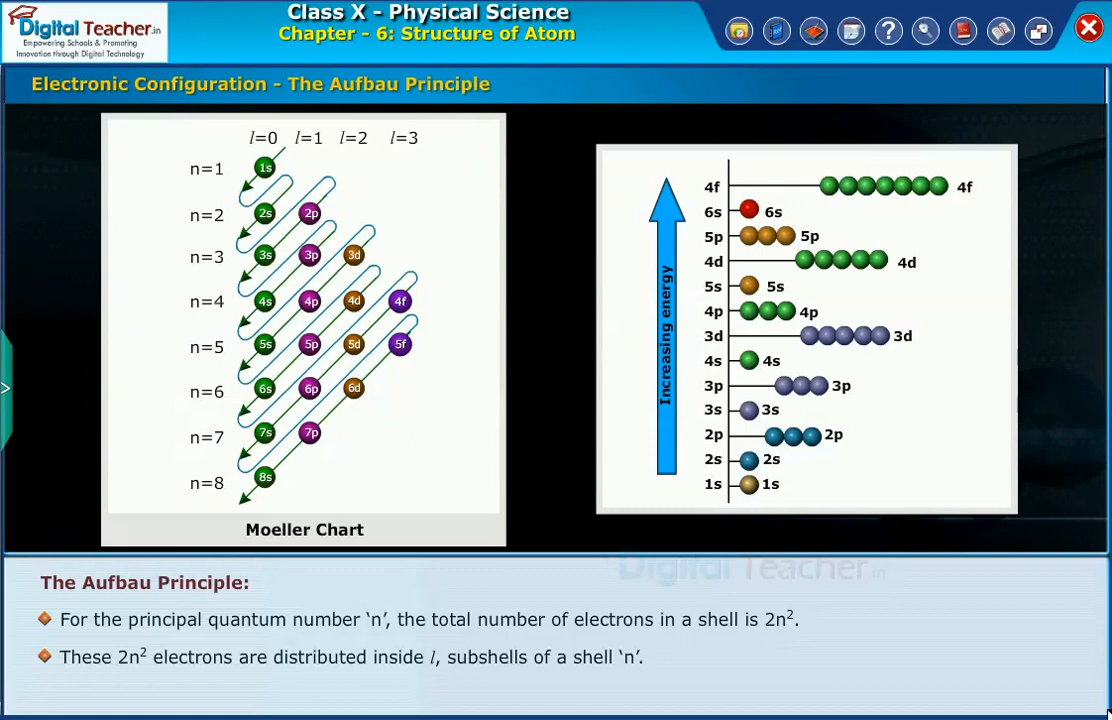 Digital Teacher.in
Empowering Schools & Promoting
Innovation through Digital Technology
Class X - Physical Science
Chapter - 6: Structure of Atom
?
Electronic Configuration - The Aufbau Principle
l=0 l=1 l=2 l=3
n=1 1s
n=2 2s 2p
n=3 3s 3p 3d
n=4 4s 4p 4d 4f
n=5 5s 5p 5d 5f
n=6 6s 6p 6d
n=7 7s 7p
n=8 8s
Moeller Chart
Increasing energy
4f 4f
6s 6s
5p 5p
4d 4d
5s 5s
4p 4p
3d 3d
4s 4s
3p 3p
3s 3s
2p 2p
2s 2s
1s 1s
Digital Teacher.in
The Aufbau Principle:
For the principal quantum number ‘n’, the total number of electrons in a shell is 2n².
These 2n² electrons are distributed inside l, subshells of a shell ‘n’.